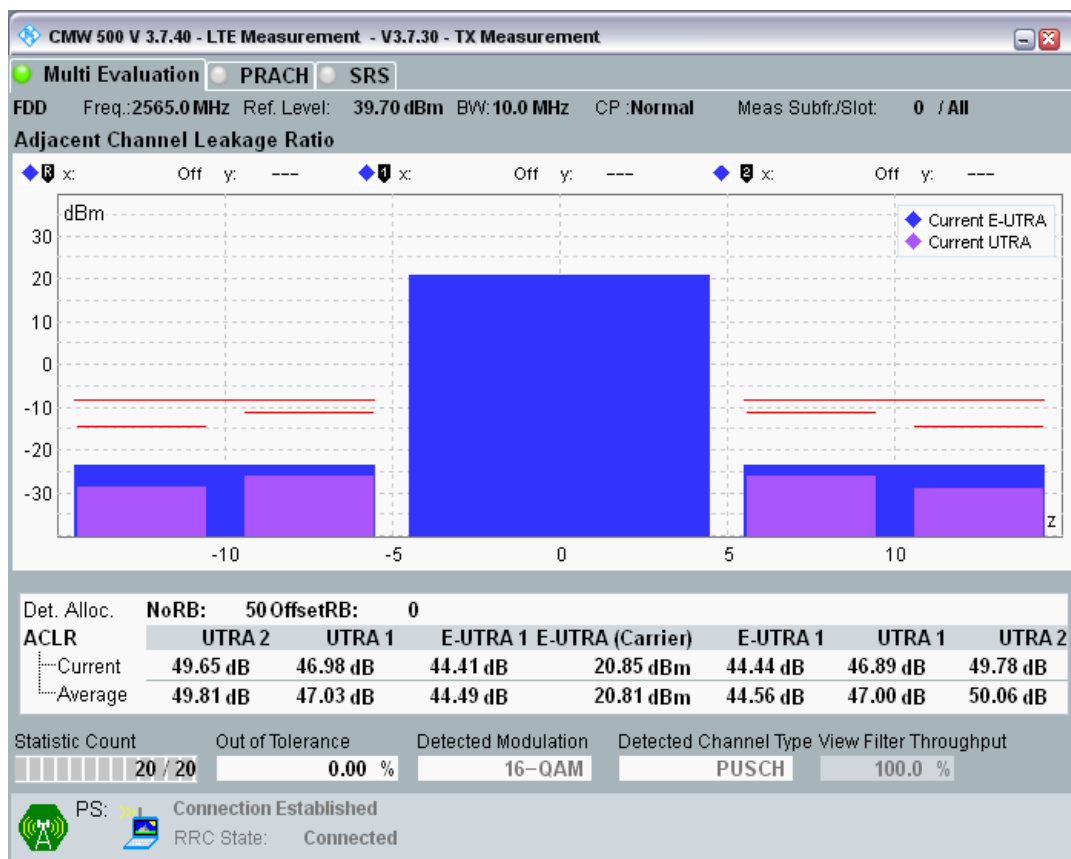 CMW 500 V 3.7.40 - LTE Measurement - V3.7.30 - TX Measurement
Multi Evaluation PRACH SRS
FDD Freq.:2565.0 MHz Ref. Level: 39.70 dBm BW: 10.0 MHz CP :Normal Meas Subfr./Slot: 0 / All
Adjacent Channel Leakage Ratio
R x: Off y: --- 1 x: Off y: --- 2 x: Off y: ---
dBm
Current E-UTRA
Current UTRA
30
20
10
0
-10
-20
-30
z
-10 -5 0 5 10
Det. Alloc. NoRB: 50 OffsetRB: 0
ACLR UTRA 2 UTRA 1 E-UTRA 1 E-UTRA (Carrier) E-UTRA 1 UTRA 1 UTRA 2
Current 49.65 dB 46.98 dB 44.41 dB 20.85 dBm 44.44 dB 46.89 dB 49.78 dB
Average 49.81 dB 47.03 dB 44.49 dB 20.81 dBm 44.56 dB 47.00 dB 50.06 dB
Statistic Count Out of Tolerance Detected Modulation Detected Channel Type View Filter Throughput
20 / 20 0.00 % 16-QAM PUSCH 100.0 %
PS: Connection Established
RRC State: Connected